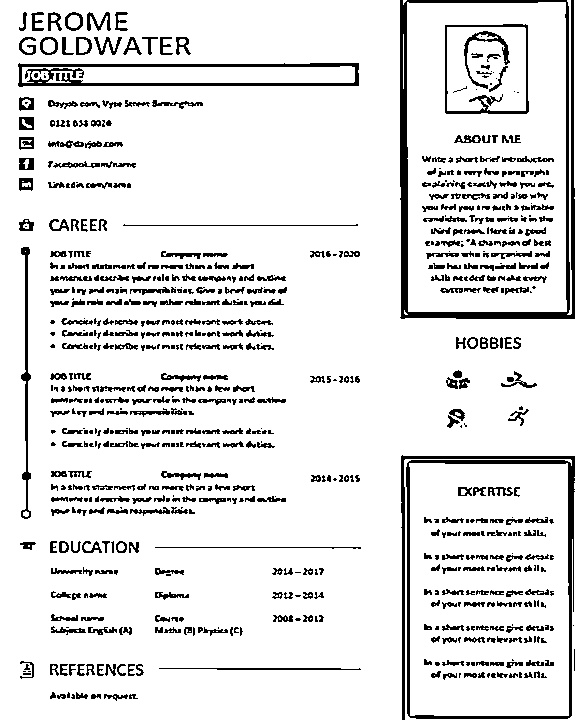 JEROME
GOLDWATER
JOB TITLE
Dayjob.com, Vyse Street Birmingham
0121 638 0026
info@dayjob.com
Facebook.com/name
Linkedin.com/name
CAREER
JOB TITLE Company name 2016 - 2020
In a short statement of no more than a few short
sentences describe your role in the company and outline
your key and main responsibilities. Give a brief outline of
your job role and also any other relevant duties you did.
• Concisely describe your most relevant work duties.
• Concisely describe your most relevant work duties.
• Concisely describe your most relevant work duties.
JOB TITLE Company name 2015 - 2016
In a short statement of no more than a few short
sentences describe your role in the company and outline
your key and main responsibilities.
• Concisely describe your most relevant work duties.
• Concisely describe your most relevant work duties.
JOB TITLE Company name 2014 - 2015
In a short statement of no more than a few short
sentences describe your role in the company and outline
your key and main responsibilities.
EDUCATION
University name Degree 2014 – 2017
College name Diploma 2012 – 2014
School name Course 2008 – 2012
Subjects English (A) Maths (B) Physics (C)
REFERENCES
Available on request.
ABOUT ME
Write a short brief introduction
of just a very few paragraphs
explaining exactly who you are,
your strengths and also why
you feel you are such a suitable
candidate. Try to write it in the
third person. Here is a good
example; "A champion of best
practice who is organised and
also has the required level of
skills needed to make every
customer feel special."
HOBBIES
EXPERTISE
In a short sentence give details
of your most relevant skills.
In a short sentence give details
of your most relevant skills.
In a short sentence give details
of your most relevant skills.
In a short sentence give details
of your most relevant skills.
In a short sentence give details
of your most relevant skills.